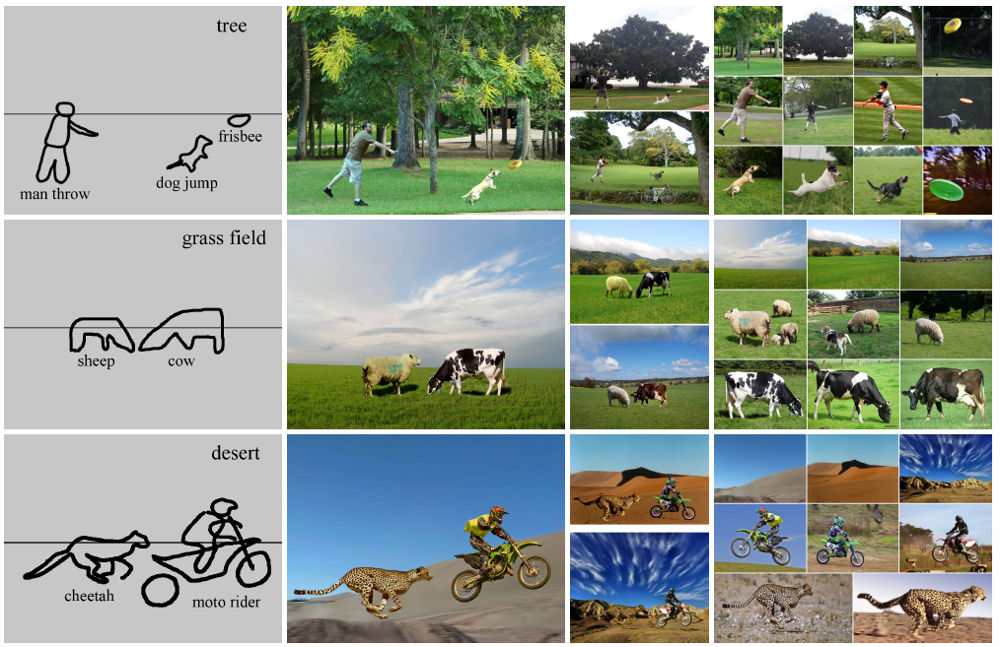 tree
frisbee
dog jump
man throw
grass field
sheep
cow
desert
cheetah
moto rider